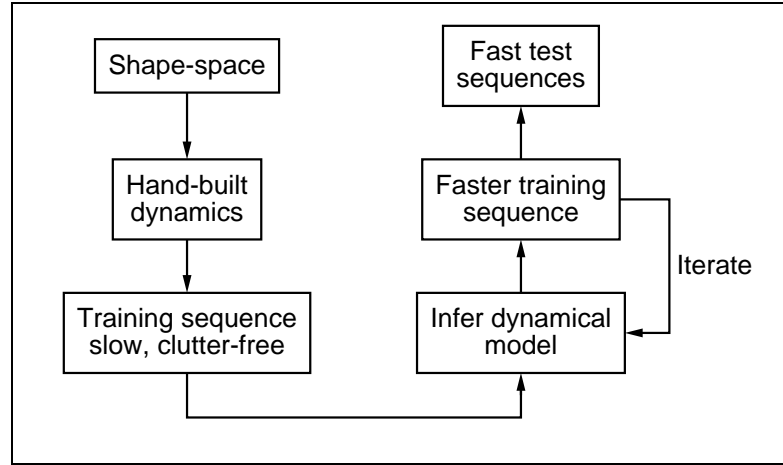 Shape-space
Hand-built
dynamics
Training sequence
slow, clutter-free
Fast test
sequences
Faster training
sequence
Iterate
Infer dynamical
model